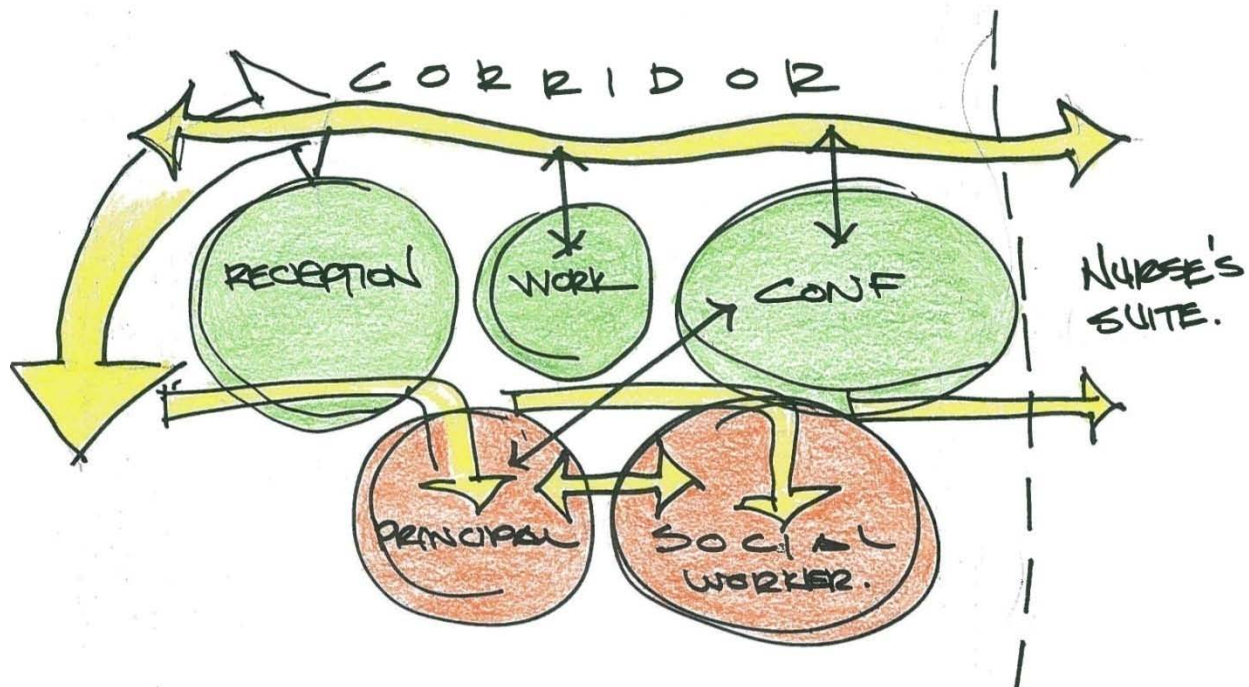 CORRIDOR
RECEPTION
WORK
CONF
NURSE'S
SUITE.
PRINCIPAL
SOCIAL
WORKER.